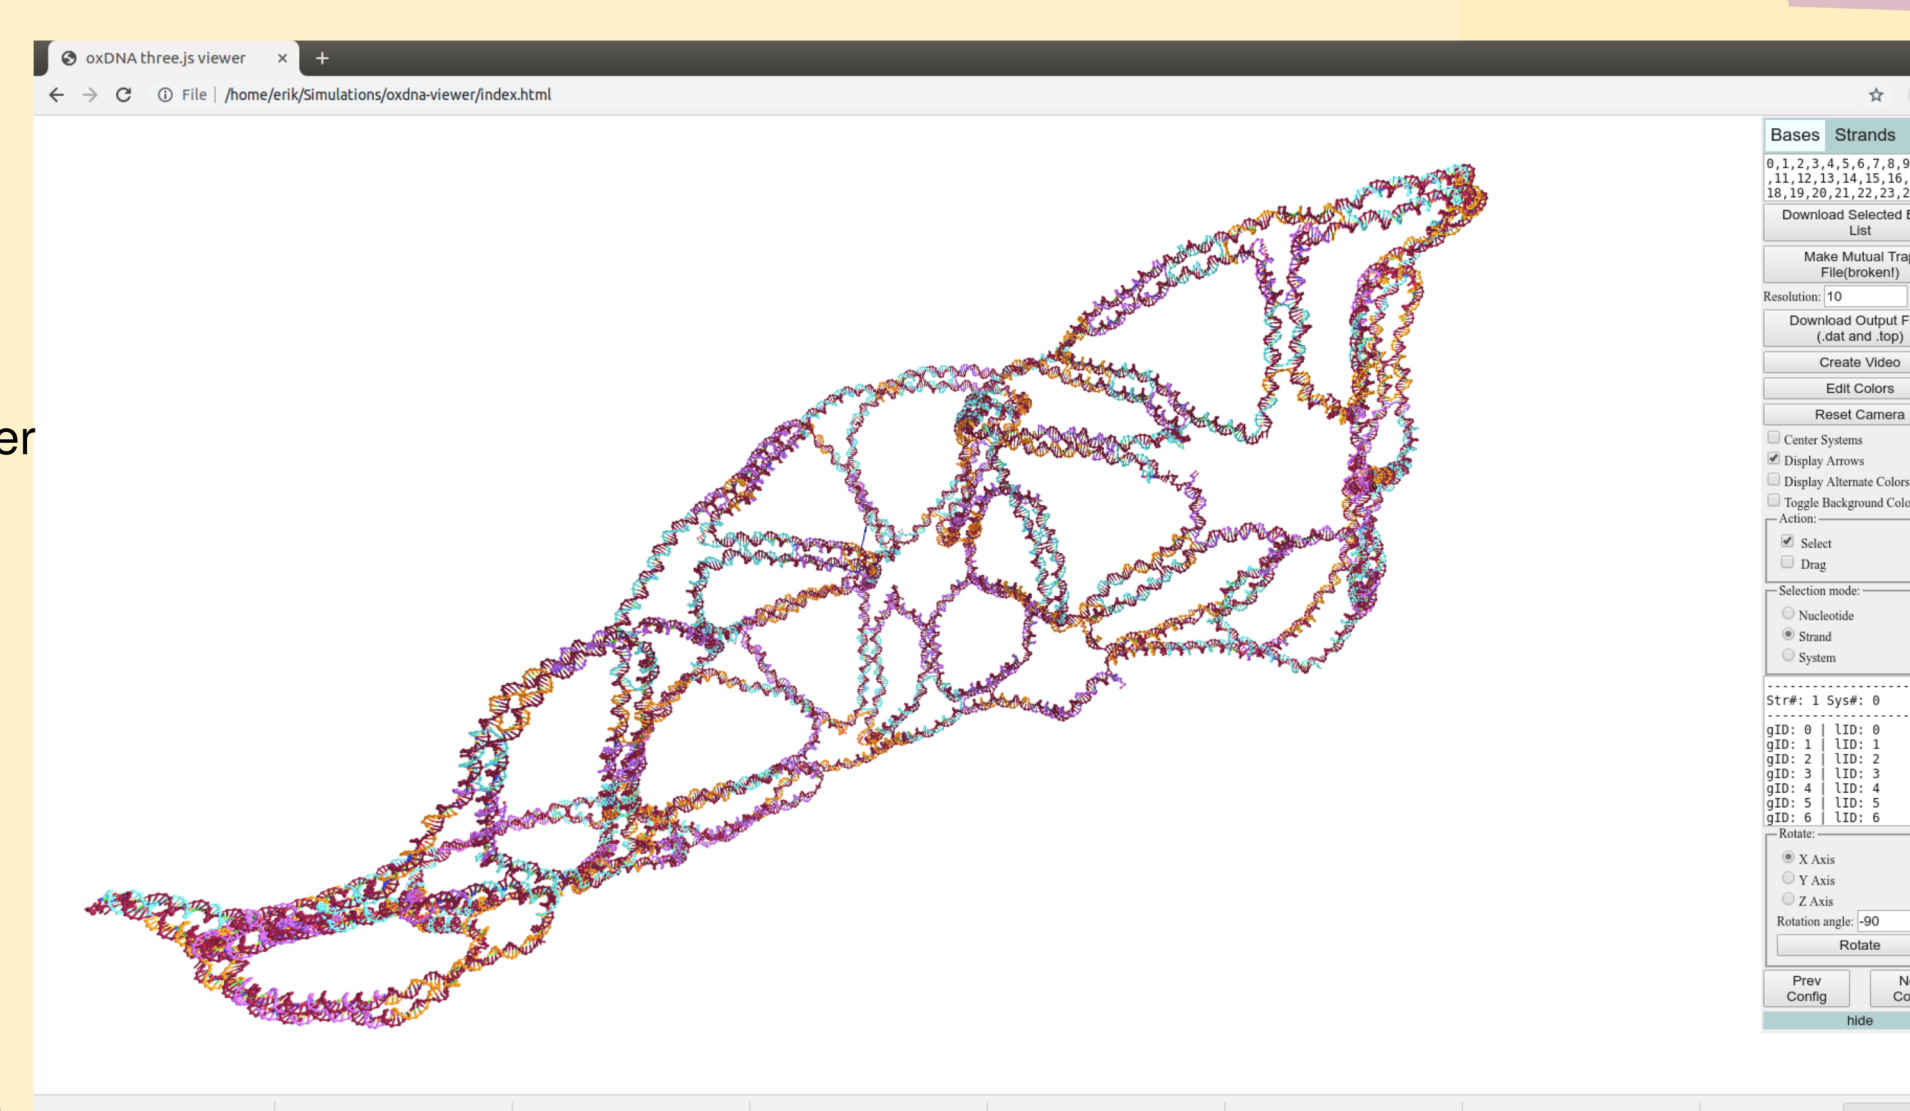 oxDNA three.js viewer
File | /home/erik/Simulations/oxdna-viewer/index.html
er
Bases Strands
0,1,2,3,4,5,6,7,8,9
,11,12,13,14,15,16,
18,19,20,21,22,23,2
Download Selected
List
Make Mutual Trap
File(broken!)
Resolution: 10
Download Output F
(.dat and .top)
Create Video
Edit Colors
Reset Camera
Center Systems
Display Arrows
Display Alternate Colors
Toggle Background Colo
Action:
Select
Drag
Selection mode:
Nucleotide
Strand
System
--------------------
Str#: 1 Sys#: 0
--------------------
gID: 0 | lID: 0
gID: 1 | lID: 1
gID: 2 | lID: 2
gID: 3 | lID: 3
gID: 4 | lID: 4
gID: 5 | lID: 5
gID: 6 | lID: 6
Rotate:
X Axis
Y Axis
Z Axis
Rotation angle: -90
Rotate
Prev
Config
Co
hide